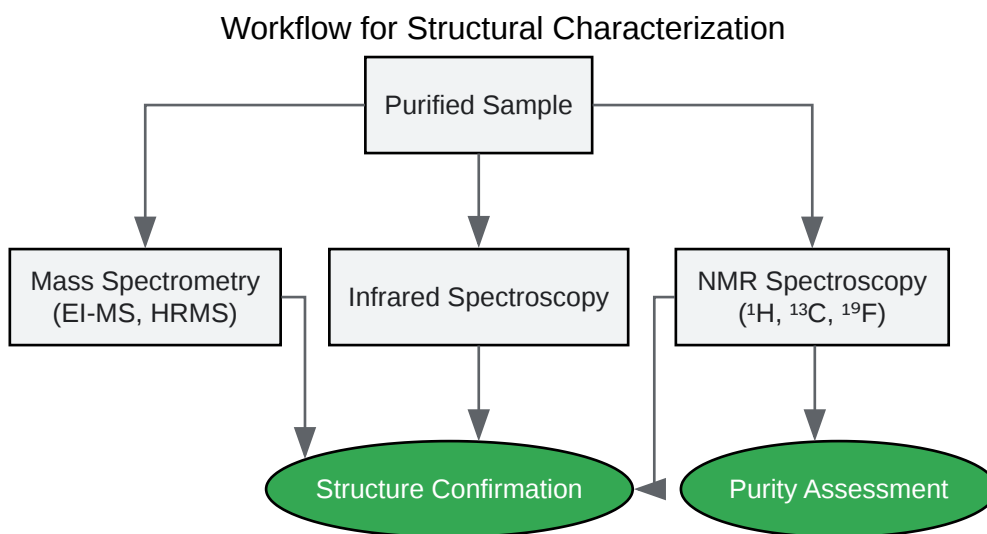 Workflow for Structural Characterization
Purified Sample
Mass Spectrometry
(EI-MS, HRMS)
Infrared Spectroscopy
NMR Spectroscopy
(¹H, ¹³C, ¹⁹F)
Structure Confirmation
Purity Assessment